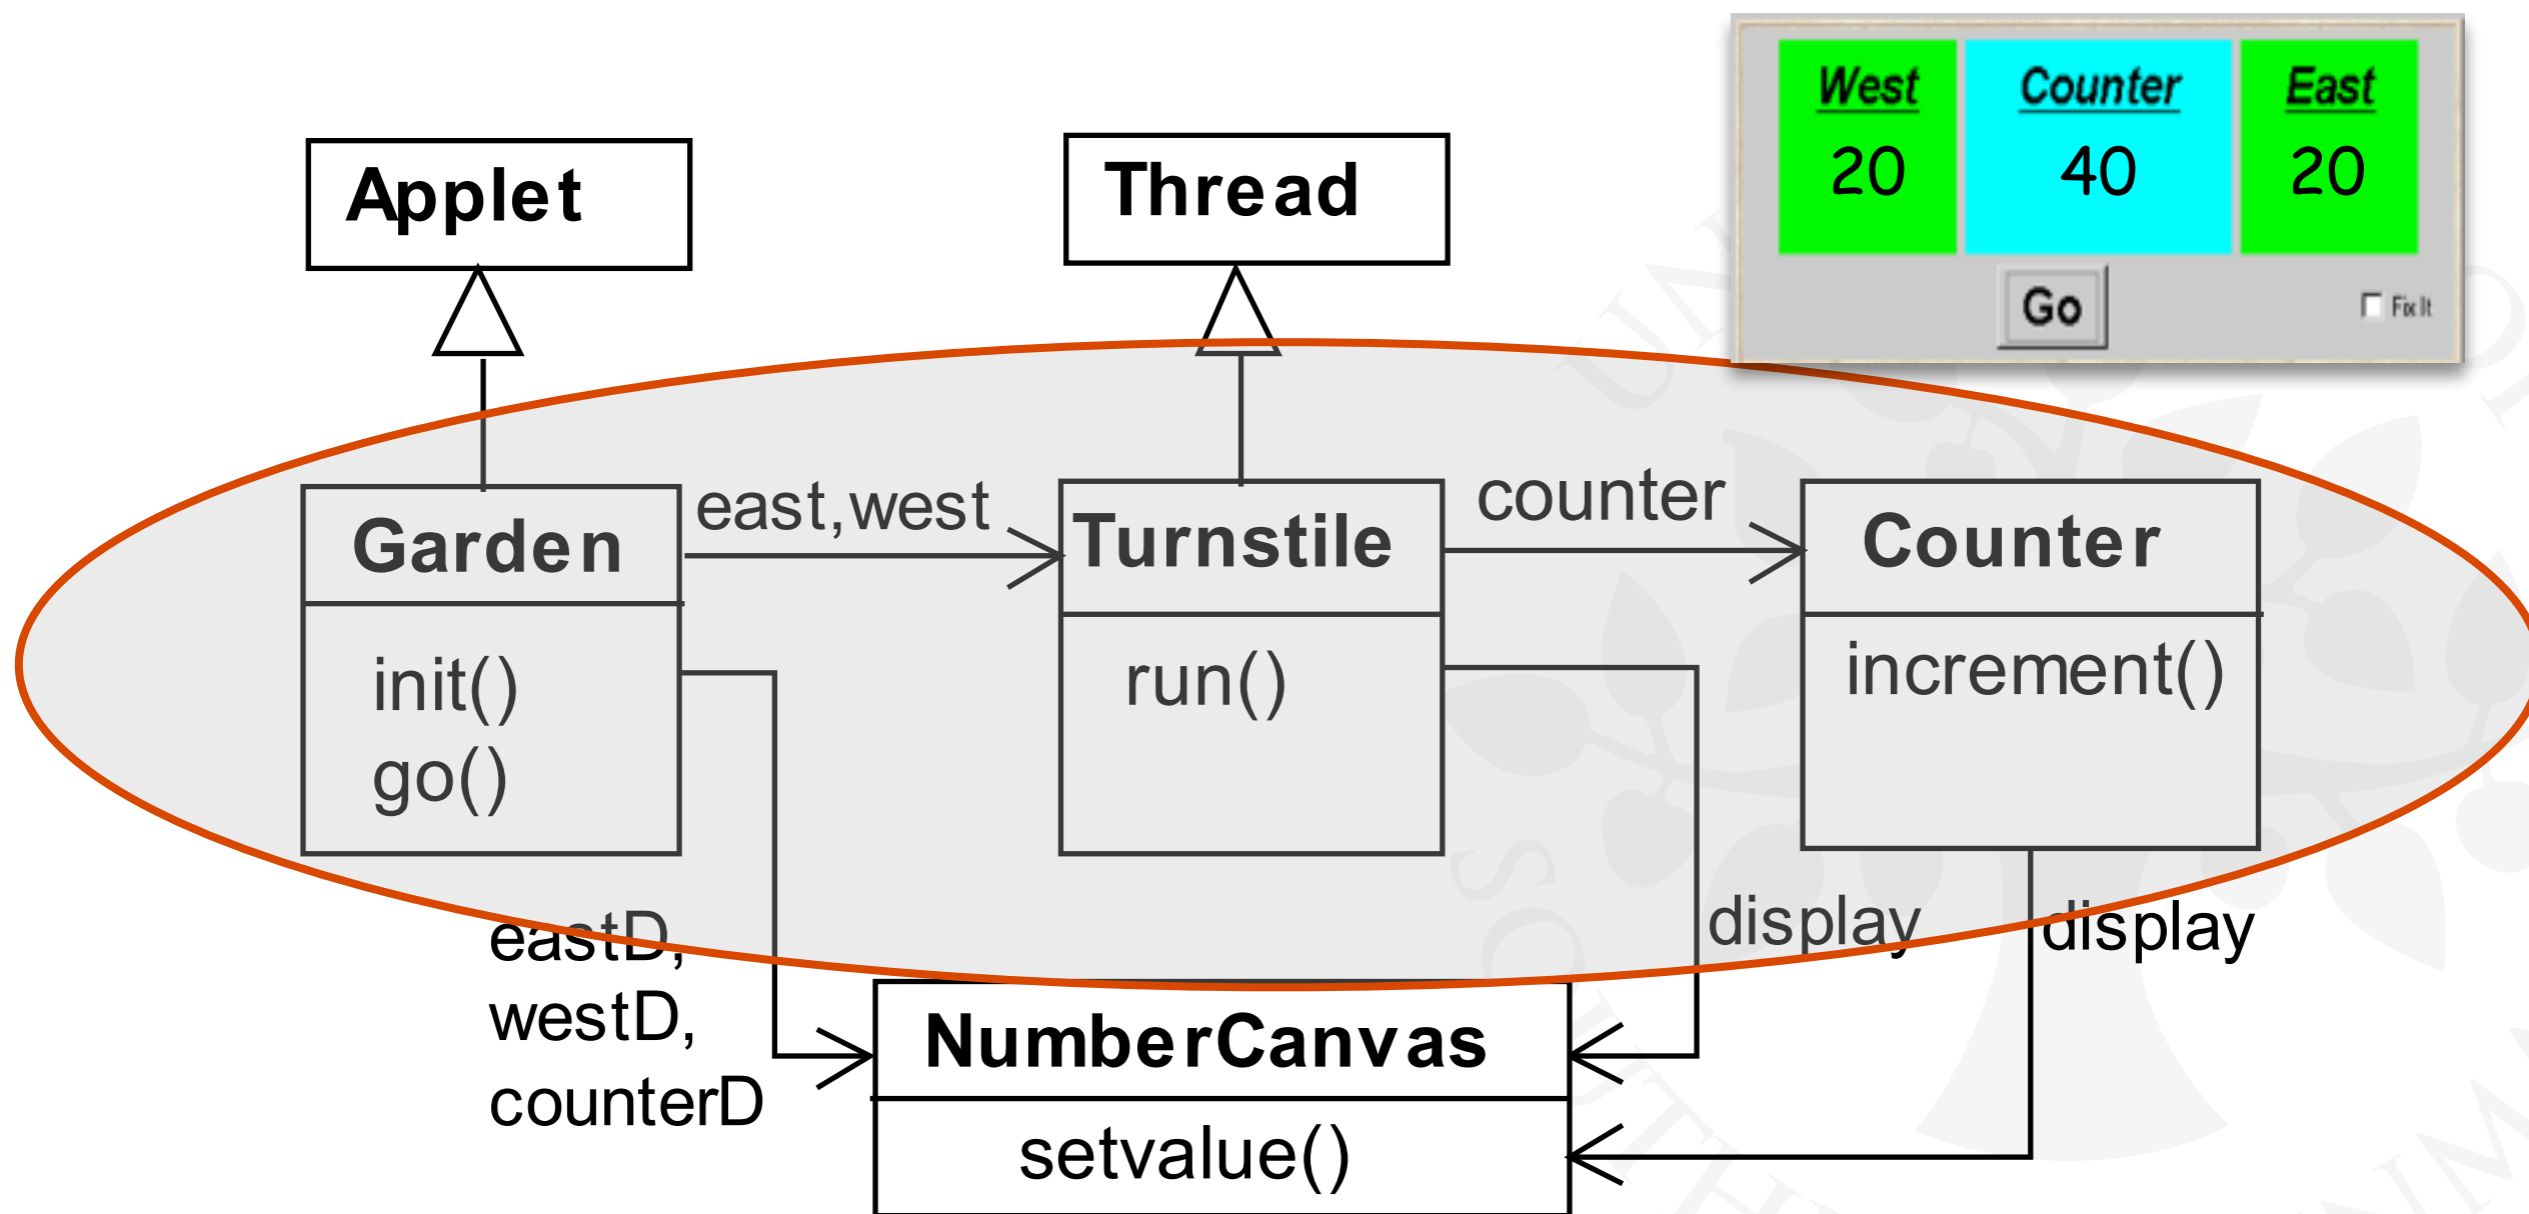 West Counter East
20 40 20
Go Fix It
Applet
Thread
Garden
east,west
Turnstile
counter
Counter
init()
go()
run()
increment()
eastD,
westD,
counterD
display
display
NumberCanvas
setvalue()